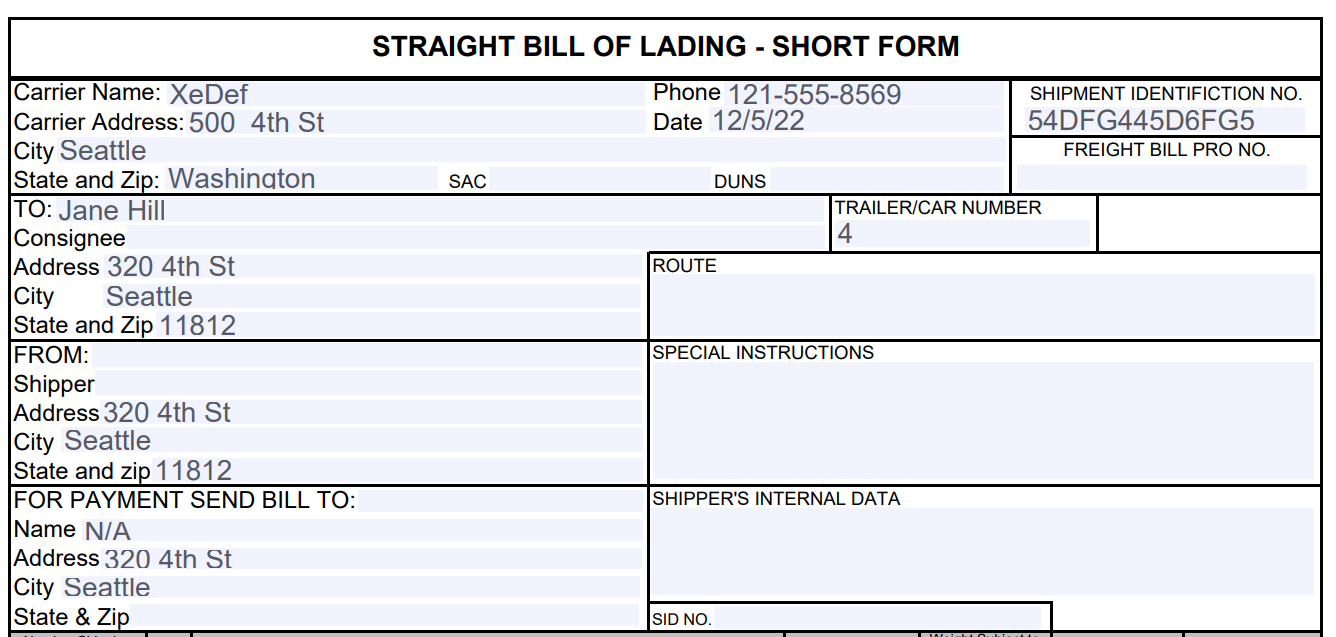 STRAIGHT BILL OF LADING - SHORT FORM
Carrier Name: XeDef Phone 121-555-8569 SHIPMENT IDENTIFICTION NO.
Carrier Address: 500 4th St Date 12/5/22 54DFG445D6FG5
City Seattle FREIGHT BILL PRO NO.
State and Zip: Washington SAC DUNS
TO: Jane Hill TRAILER/CAR NUMBER
Consignee 4
Address 320 4th St ROUTE
City Seattle
State and Zip 11812
FROM: SPECIAL INSTRUCTIONS
Shipper
Address 320 4th St
City Seattle
State and zip 11812
FOR PAYMENT SEND BILL TO: SHIPPER'S INTERNAL DATA
Name N/A
Address 320 4th St
City Seattle
State & Zip SID NO.